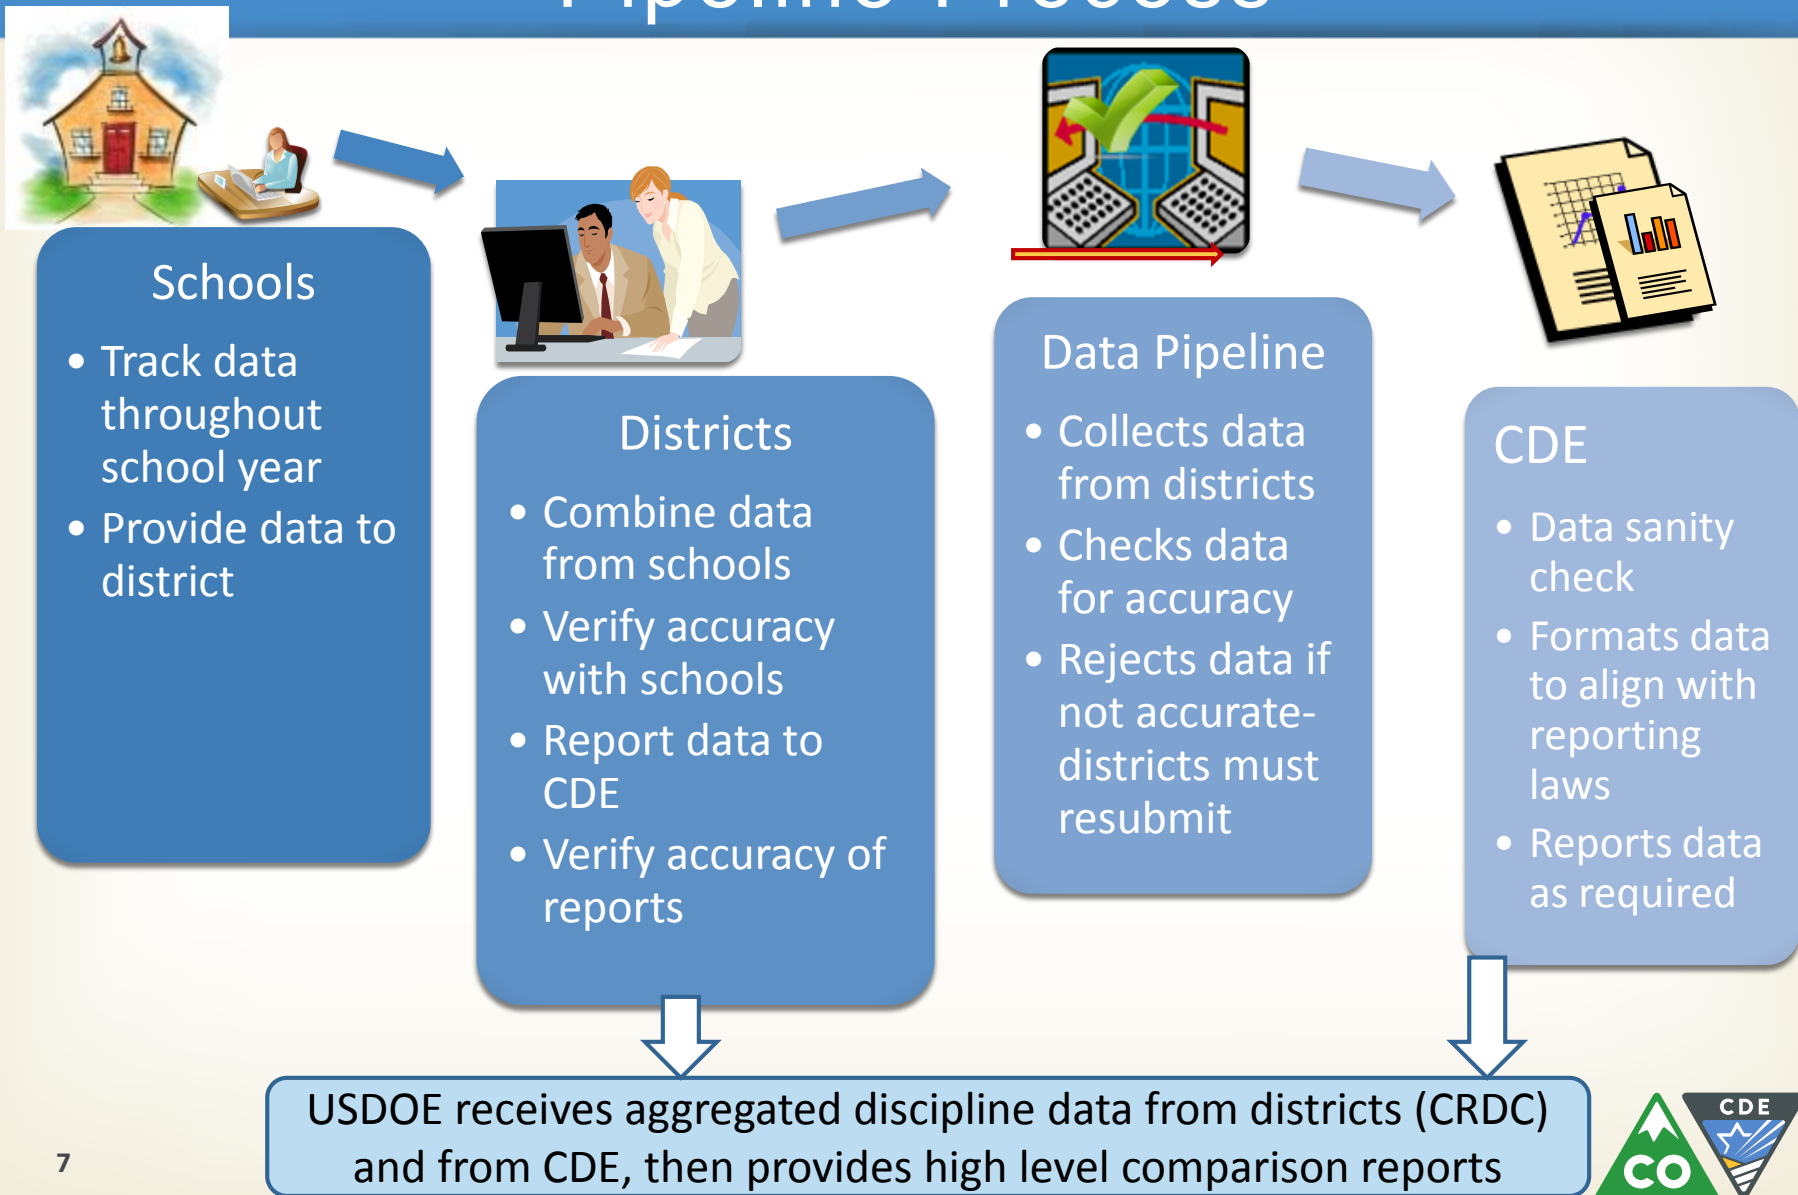 Pipeline Process
Schools
• Track data
throughout
school year
• Provide data to
district
Districts
• Combine data
from schools
• Verify accuracy
with schools
• Report data to
CDE
• Verify accuracy of
reports
Data Pipeline
• Collects data
from districts
• Checks data
for accuracy
• Rejects data if
not accurate-
districts must
resubmit
CDE
• Data sanity
check
• Formats data
to align with
reporting
laws
• Reports data
as required
USDOE receives aggregated discipline data from districts (CRDC)
and from CDE, then provides high level comparison reports
7
CO
CDE